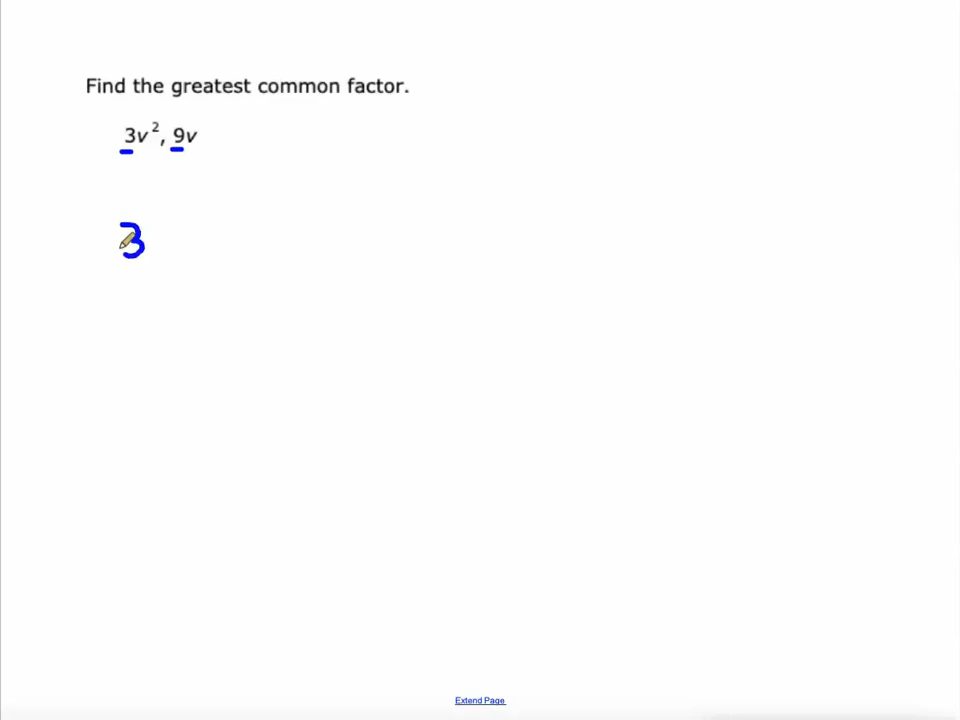 Find the greatest common factor.
3v², 9v
3
Extend Page